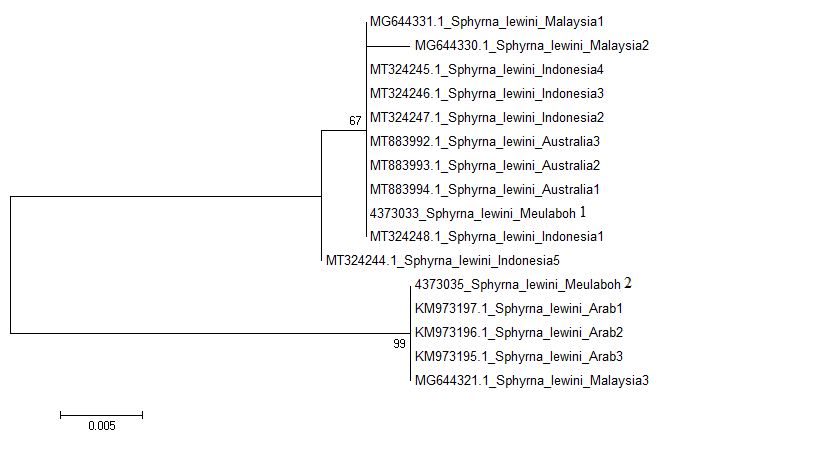 MG644331.1_Sphyrna_lewini_Malaysia1
MG644330.1_Sphyrna_lewini_Malaysia2
MT324245.1_Sphyrna_lewini_Indonesia4
MT324246.1_Sphyrna_lewini_Indonesia3
MT324247.1_Sphyrna_lewini_Indonesia2
67
MT883992.1_Sphyrna_lewini_Australia3
MT883993.1_Sphyrna_lewini_Australia2
MT883994.1_Sphyrna_lewini_Australia1
4373033_Sphyrna_lewini_Meulaboh 1
MT324248.1_Sphyrna_lewini_Indonesia1
MT324244.1_Sphyrna_lewini_Indonesia5
4373035_Sphyrna_lewini_Meulaboh 2
KM973197.1_Sphyrna_lewini_Arab1
KM973196.1_Sphyrna_lewini_Arab2
99
KM973195.1_Sphyrna_lewini_Arab3
MG644321.1_Sphyrna_lewini_Malaysia3
0.005